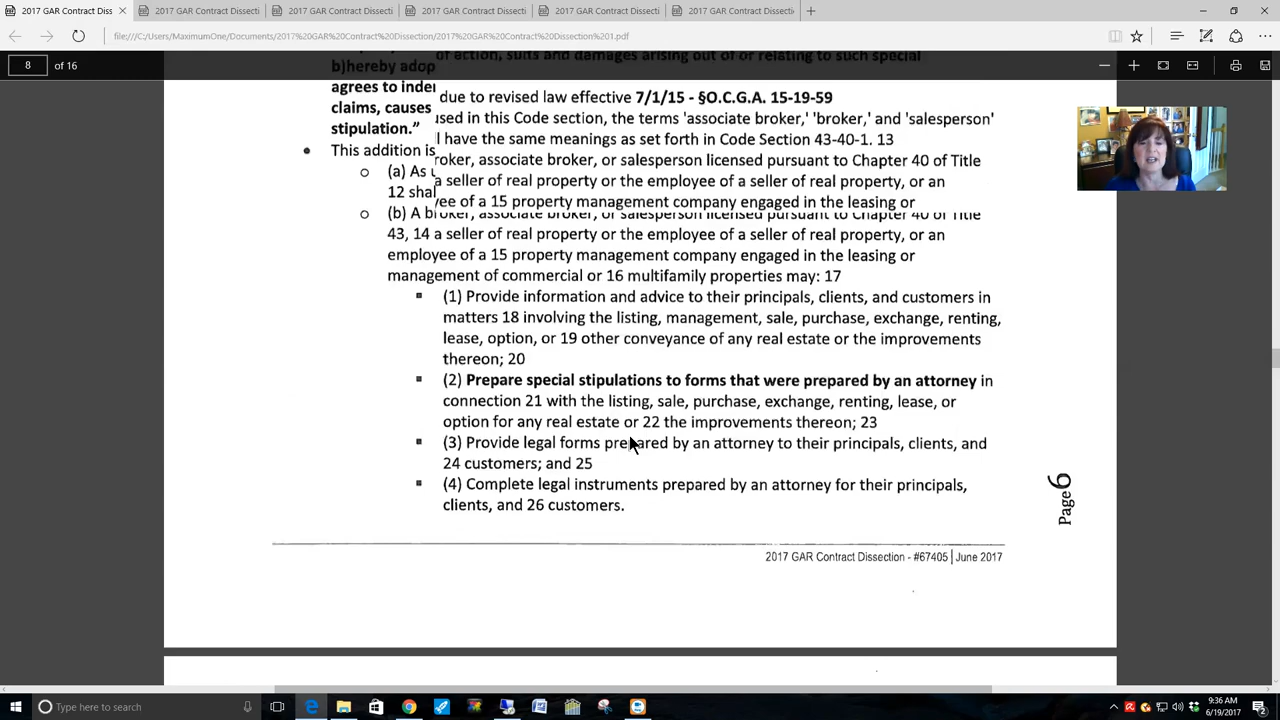 2017 GAR Contract Diss
2017 GAR Contract Dissecti
2017 GAR Contract Dissecti
2017 GAR Contract Dissecti
2017 GAR Contract Dissecti
2017 GAR Contract Dissecti
file:///C:/Users/MaximumOne/Documents/2017%20GAR%20Contract%20Dissection/2017%20GAR%20Contract%20Dissection%201.pdf
8 of 16
of action, suits and damages arising out of or relating to such special
b)hereby adop
agrees to inder
due to revised law effective 7/1/15 - §O.C.G.A. 15-19-59
claims, causes
used in this Code section, the terms 'associate broker,' 'broker,' and 'salesperson'
stipulation.”
l have the same meanings as set forth in Code Section 43-40-1. 13
• This addition is
roker, associate broker, or salesperson licensed pursuant to Chapter 40 of Title
o (a) As u
a seller of real property or the employee of a seller of real property, or an
12 shal
yee of a 15 property management company engaged in the leasing or
o (b) A broker, associate broker, or salesperson licensed pursuant to Chapter 40 of Title
43, 14 a seller of real property or the employee of a seller of real property, or an
employee of a 15 property management company engaged in the leasing or
management of commercial or 16 multifamily properties may: 17
▪ (1) Provide information and advice to their principals, clients, and customers in
matters 18 involving the listing, management, sale, purchase, exchange, renting,
lease, option, or 19 other conveyance of any real estate or the improvements
thereon; 20
▪ (2) Prepare special stipulations to forms that were prepared by an attorney in
connection 21 with the listing, sale, purchase, exchange, renting, lease, or
option for any real estate or 22 the improvements thereon; 23
▪ (3) Provide legal forms prepared by an attorney to their principals, clients, and
24 customers; and 25
▪ (4) Complete legal instruments prepared by an attorney for their principals,
clients, and 26 customers.
Page 6
2017 GAR Contract Dissection - #67405 | June 2017
Type here to search
9:36 AM
6/19/2017